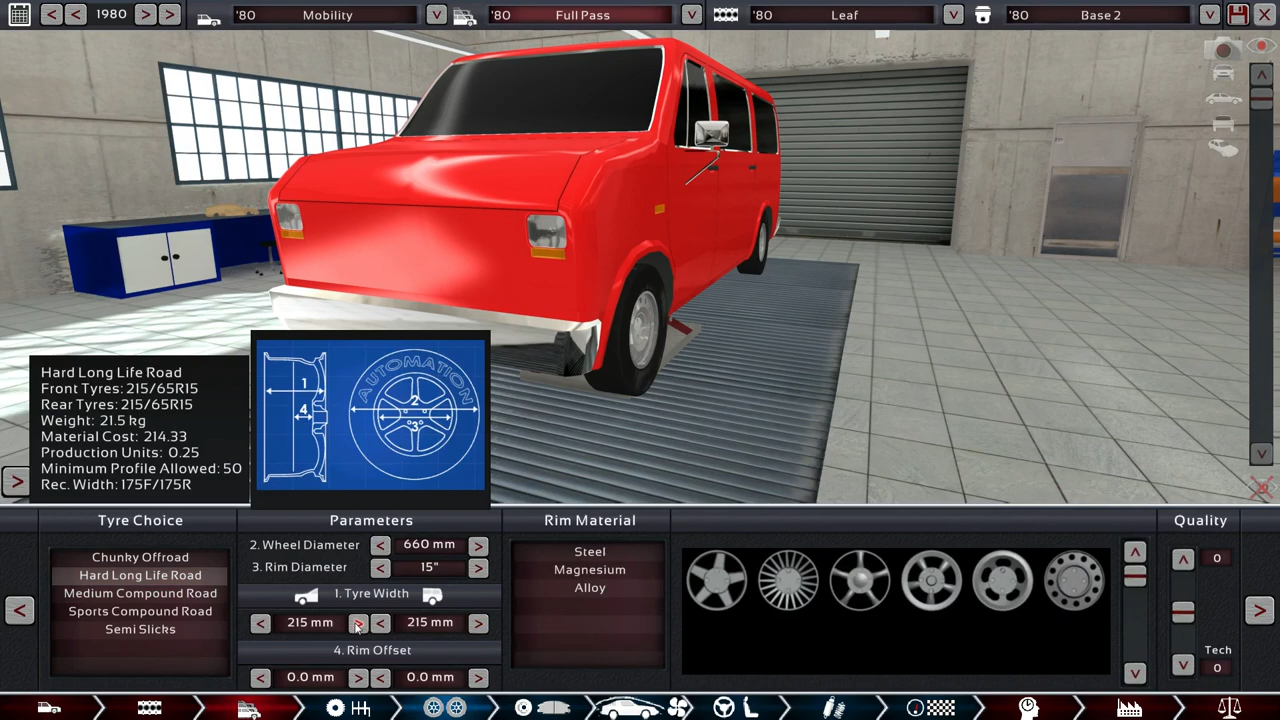 1980
'80 Mobility
'80 Full Pass
'80 Leaf
'80 Base 2
Hard Long Life Road
Front Tyres: 215/65R15
Rear Tyres: 215/65R15
Weight: 21.5 kg
Material Cost: 214.33
Production Units: 0.25
Minimum Profile Allowed: 50
Rec. Width: 175F/175R
AUTOMATION
1
4
2
3
Tyre Choice
Chunky Offroad
Hard Long Life Road
Medium Compound Road
Sports Compound Road
Semi Slicks
Parameters
2. Wheel Diameter 660 mm
3. Rim Diameter 15"
1. Tyre Width
215 mm 215 mm
4. Rim Offset
0.0 mm 0.0 mm
Rim Material
Steel
Magnesium
Alloy
Quality
0
Tech
0